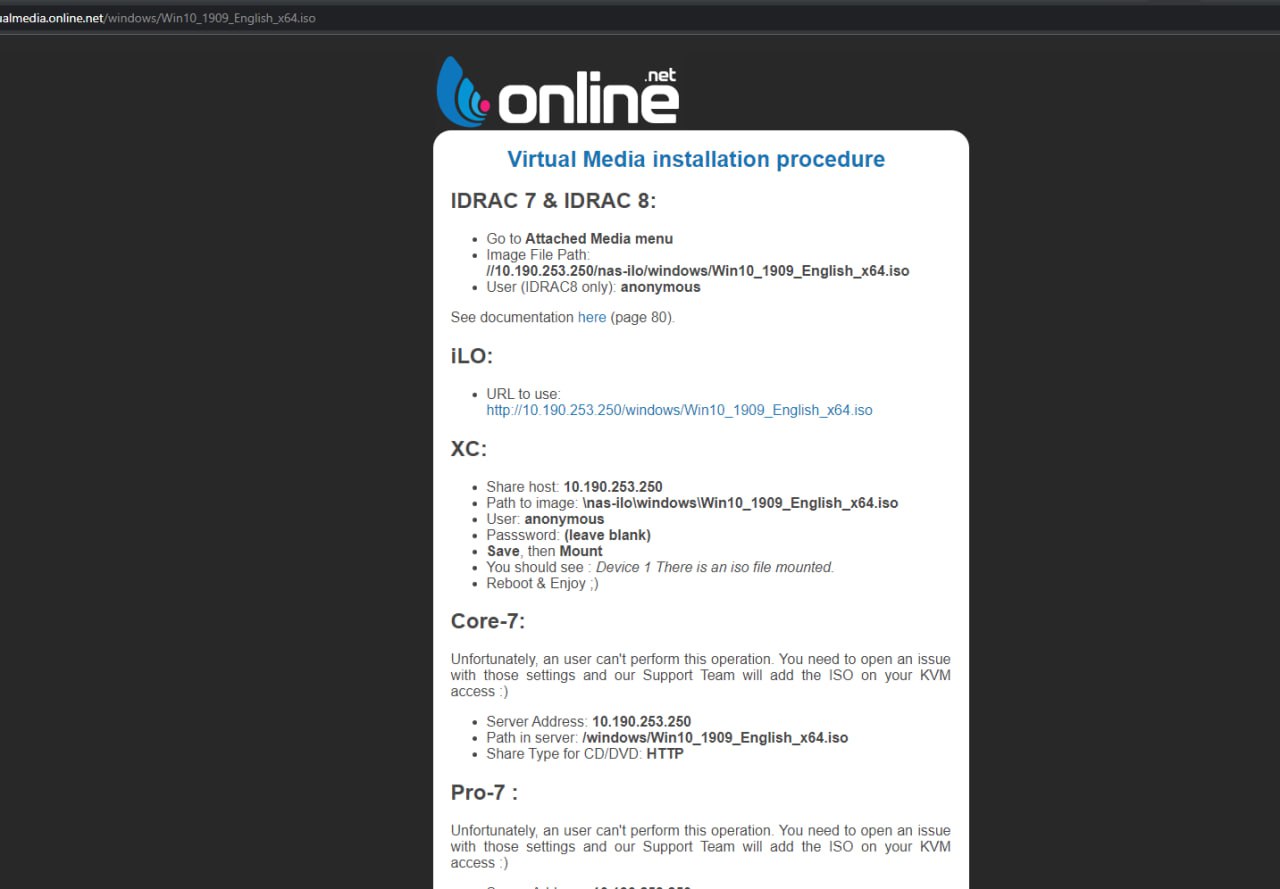 ualmedia.online.net/windows/Win10_1909_English_x64.iso
online.net
Virtual Media installation procedure
IDRAC 7 & IDRAC 8:
Go to Attached Media menu
Image File Path:
//10.190.253.250/nas-ilo/windows/Win10_1909_English_x64.iso
User (IDRAC8 only): anonymous
See documentation here (page 80).
iLO:
URL to use:
http://10.190.253.250/windows/Win10_1909_English_x64.iso
XC:
Share host: 10.190.253.250
Path to image: \nas-ilo\windows\Win10_1909_English_x64.iso
User: anonymous
Passsword: (leave blank)
Save, then Mount
You should see : Device 1 There is an iso file mounted.
Reboot & Enjoy ;)
Core-7:
Unfortunately, an user can't perform this operation. You need to open an issue
with those settings and our Support Team will add the ISO on your KVM
access :)
Server Address: 10.190.253.250
Path in server: /windows/Win10_1909_English_x64.iso
Share Type for CD/DVD: HTTP
Pro-7 :
Unfortunately, an user can't perform this operation. You need to open an issue
with those settings and our Support Team will add the ISO on your KVM
access :)